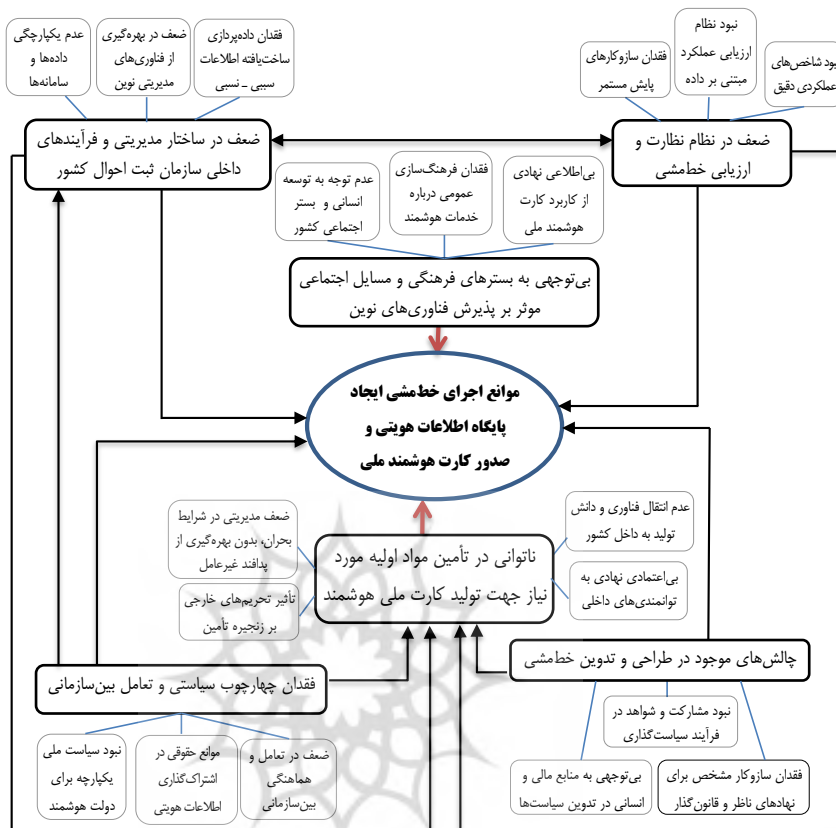 نبود شاخص‌های
عملکردی دقیق
نبود نظام
ارزیابی عملکرد
مبتنی بر داده
فقدان سازوکارهای
پایش مستمر
ضعف در نظام نظارت و
ارزیابی خط‌مشی
فقدان داده‌پردازی
ساخت‌یافته اطلاعات
سببی ـ نسبی
ضعف در بهره‌گیری
از فناوری‌های
مدیریتی نوین
عدم یکپارچگی
داده‌ها و
سامانه‌ها
ضعف در ساختار مدیریتی و فرآیندهای
داخلی سازمان ثبت احوال کشور
بی‌اطلاعی نهادی
از کاربرد کارت
هوشمند ملی
فقدان فرهنگ‌سازی
عمومی درباره
خدمات هوشمند
عدم توجه به توسعه
انسانی و بستر
اجتماعی کشور
بی‌توجهی به بسترهای فرهنگی و مسایل اجتماعی
موثر بر پذیرش فناوری‌های نوین
موانع اجرای خط‌مشی ایجاد
پایگاه اطلاعات هویتی و
صدور کارت هوشمند ملی
عدم انتقال فناوری و دانش
تولید به داخل کشور
بی‌اعتمادی نهادی به
توانمندی‌های داخلی
ناتوانی در تأمین مواد اولیه مورد
نیاز جهت تولید کارت ملی هوشمند
ضعف مدیریتی در شرایط
بحران، بدون بهره‌گیری از
پدافند غیرعامل
تأثیر تحریم‌های خارجی
بر زنجیره تأمین
چالش‌های موجود در طراحی و تدوین خط‌مشی
نبود مشارکت و شواهد در
فرآیند سیاست‌گذاری
فقدان سازوکار مشخص برای
نهادهای ناظر و قانون‌گذار
بی‌توجهی به منابع مالی و
انسانی در تدوین سیاست‌ها
فقدان چهارچوب سیاستی و تعامل بین‌سازمانی
ضعف در تعامل و
هماهنگی
بین‌سازمانی
موانع حقوقی در
اشتراک‌گذاری
اطلاعات هویتی
نبود سیاست ملی
یکپارچه برای
دولت هوشمند